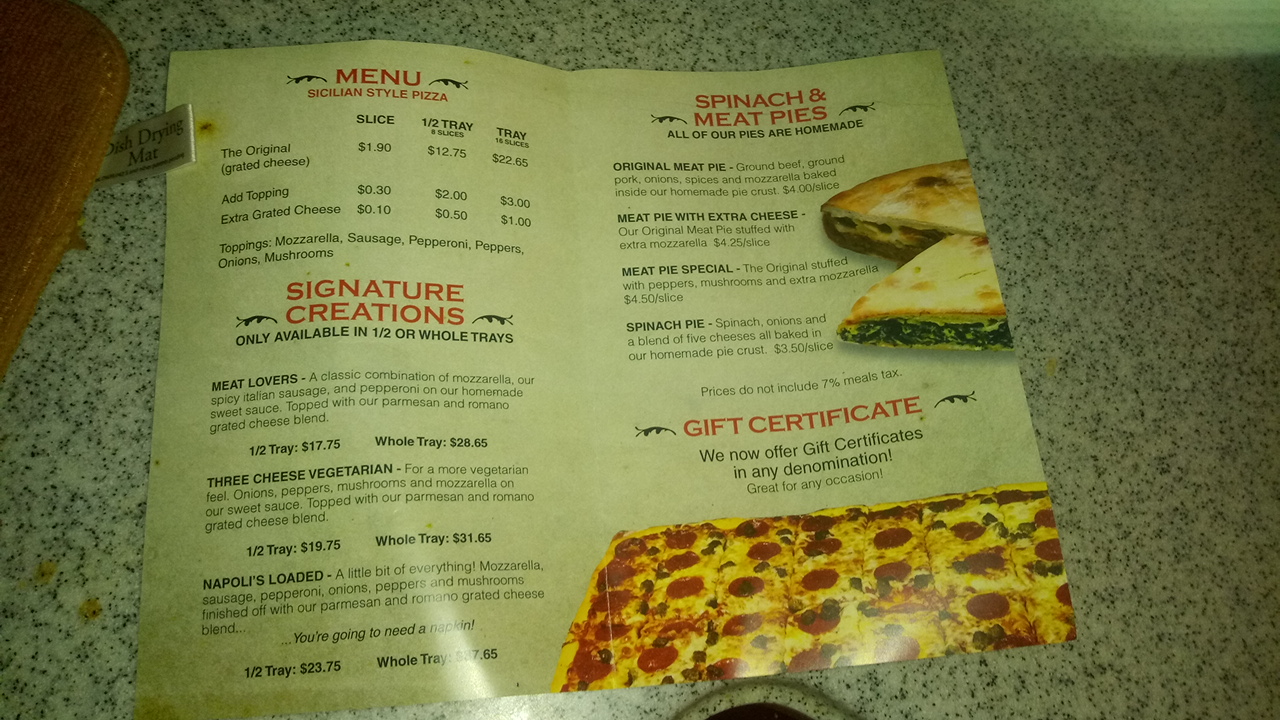 Dish Drying
Mat
MENU
SICILIAN STYLE PIZZA
SLICE 1/2 TRAY TRAY
8 SLICES 16 SLICES
The Original $1.90 $12.75 $22.65
(grated cheese)
Add Topping $0.30 $2.00 $3.00
Extra Grated Cheese $0.10 $0.50 $1.00
Toppings: Mozzarella, Sausage, Pepperoni, Peppers,
Onions, Mushrooms
SIGNATURE
CREATIONS
ONLY AVAILABLE IN 1/2 OR WHOLE TRAYS
MEAT LOVERS - A classic combination of mozzarella, our
spicy italian sausage, and pepperoni on our homemade
sweet sauce. Topped with our parmesan and romano
grated cheese blend.
1/2 Tray: $17.75 Whole Tray: $28.65
THREE CHEESE VEGETARIAN - For a more vegetarian
feel. Onions, peppers, mushrooms and mozzarella on
our sweet sauce. Topped with our parmesan and romano
grated cheese blend.
1/2 Tray: $19.75 Whole Tray: $31.65
NAPOLI'S LOADED - A little bit of everything! Mozzarella,
sausage, pepperoni, onions, peppers and mushrooms
finished off with our parmesan and romano grated cheese
blend...
...You're going to need a napkin!
1/2 Tray: $23.75 Whole Tray:
SPINACH &
MEAT PIES
ALL OF OUR PIES ARE HOMEMADE
ORIGINAL MEAT PIE - Ground beef, ground
pork, onions, spices and mozzarella baked
inside our homemade pie crust. $4.00/slice
MEAT PIE WITH EXTRA CHEESE -
Our Original Meat Pie stuffed with
extra mozzarella $4.25/slice
MEAT PIE SPECIAL - The Original stuffed
with peppers, mushrooms and extra mozzarella
$4.50/slice
SPINACH PIE - Spinach, onions and
a blend of five cheeses all baked in
our homemade pie crust. $3.50/slice
Prices do not include 7% meals tax.
GIFT CERTIFICATE
We now offer Gift Certificates
in any denomination!
Great for any occasion!